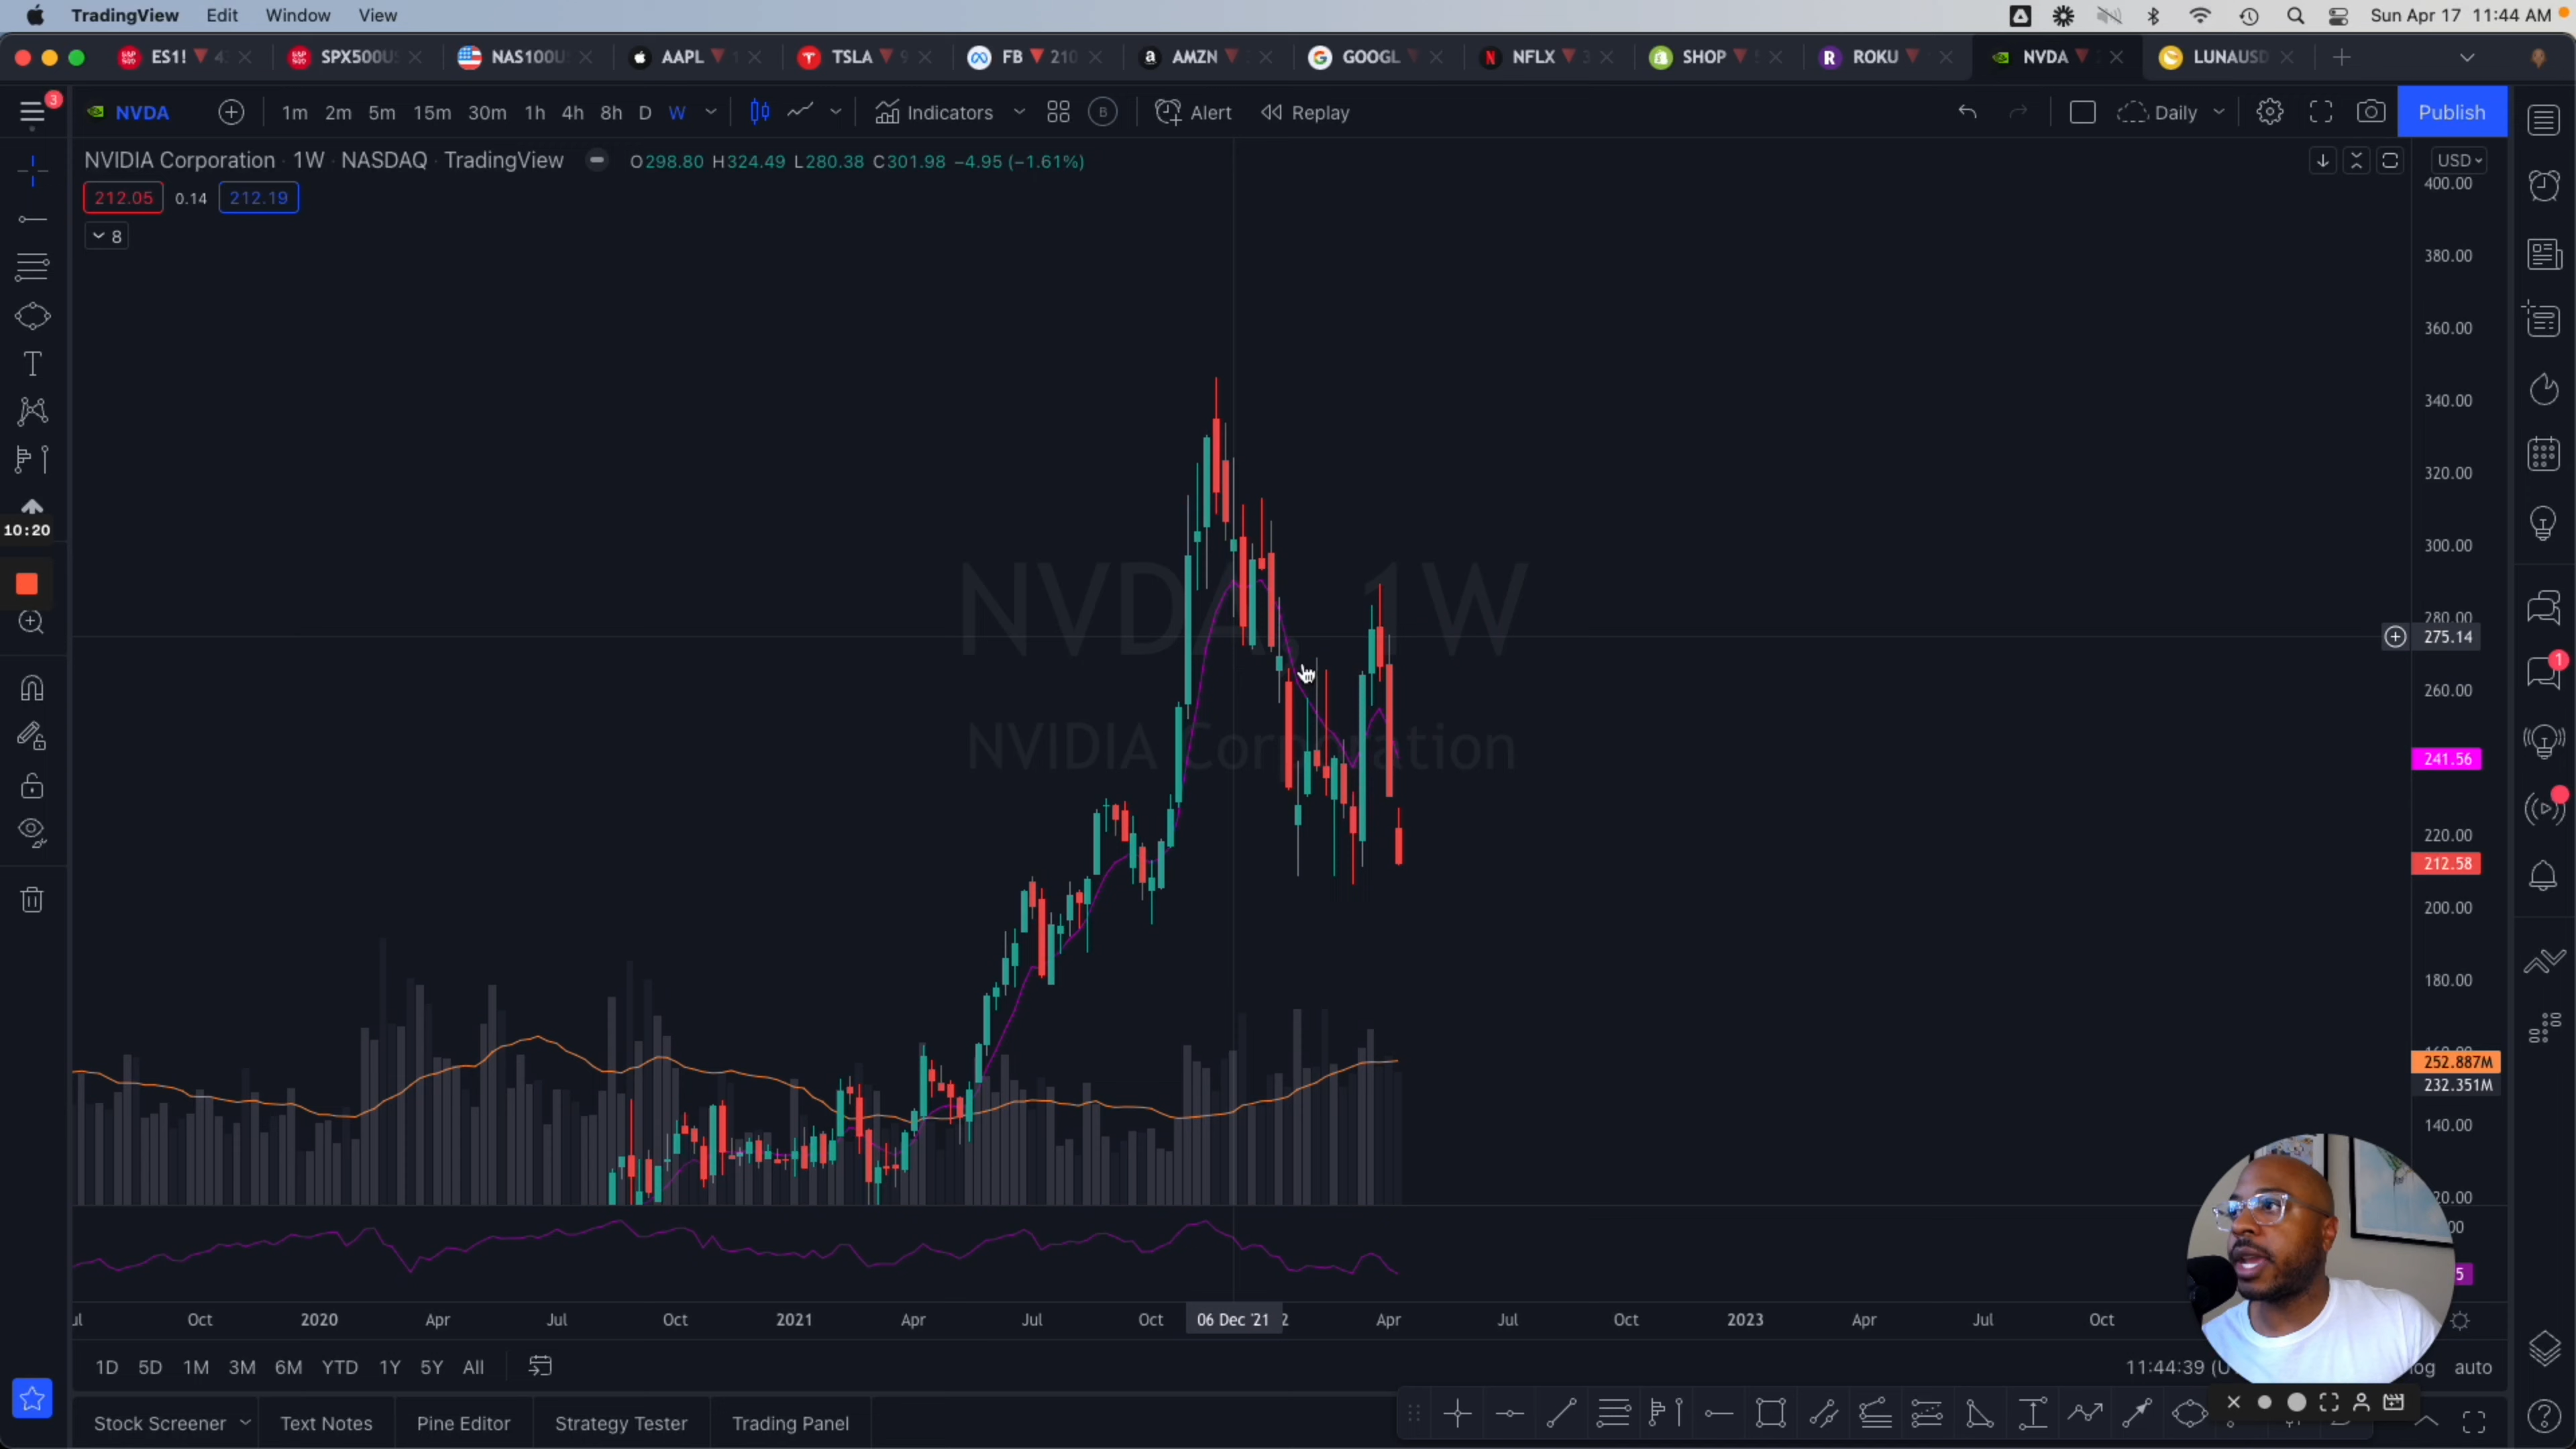 TradingView Edit Window View Sun Apr 17 11:44 AM
ES1! SPX500U NAS100U AAPL TSLA FB 210 AMZN GOOGL NFLX SHOP ROKU NVDA LUNAUSD
3
NVDA 1m 2m 5m 15m 30m 1h 4h 8h D W Indicators B Alert Replay Daily Publish
NVIDIA Corporation · 1W · NASDAQ · TradingView O298.80 H324.49 L280.38 C301.98 −4.95 (−1.61%) USD
212.05 0.14 212.19
8
400.00
380.00
360.00
340.00
320.00
300.00
280.00
275.14
260.00
241.56
220.00
212.58
200.00
180.00
252.887M
232.351M
140.00
NVDA, 1W
NVIDIA Corporation
10:20
T
1
Oct 2020 Apr Jul Oct 2021 Apr Jul Oct 06 Dec '21 Apr Jul Oct 2023 Apr Jul Oct
1D 5D 1M 3M 6M YTD 1Y 5Y All 11:44:39 auto
Stock Screener Text Notes Pine Editor Strategy Tester Trading Panel